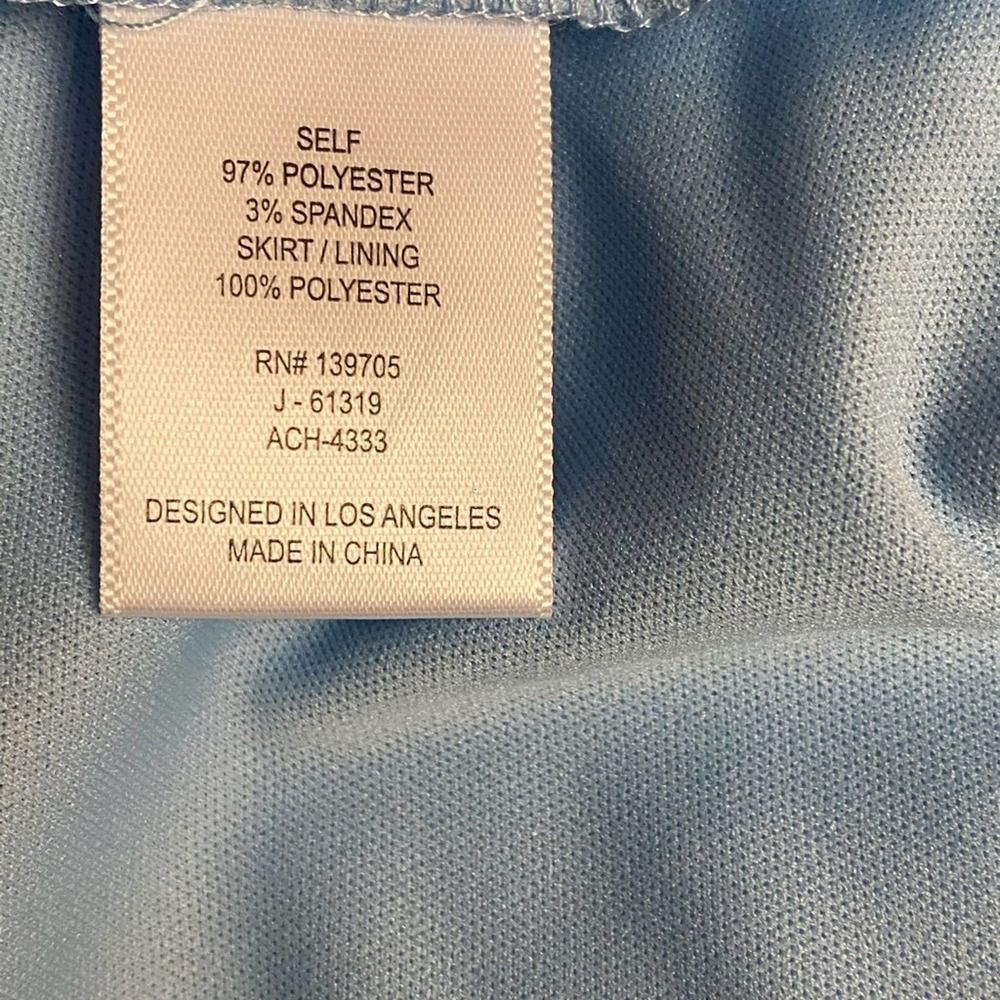 SELF
97% POLYESTER
3% SPANDEX
SKIRT / LINING
100% POLYESTER
RN# 139705
J - 61319
ACH-4333
DESIGNED IN LOS ANGELES
MADE IN CHINA